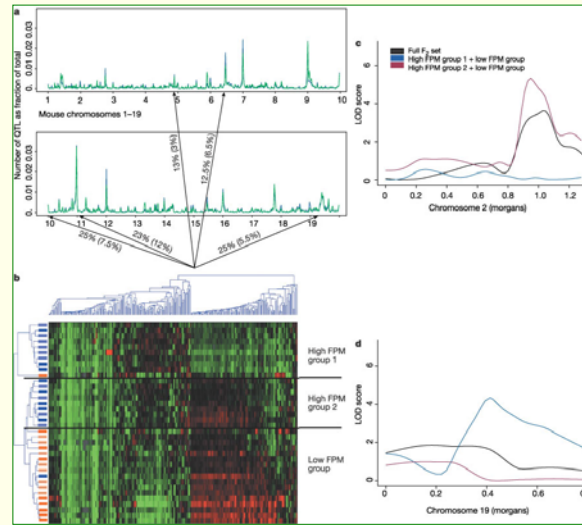 a
Number of QTL as fraction of total
0. 0.01 0.02 0.03
1 2 3 4 5 6 7 8 9 10
Mouse chromosomes 1–19
13% (3%)
12.5% (6.5%)
0. 0.01 0.02 0.03
10 11 12 13 14 15 16 17 18 19
25% (7.5%)
23% (12%)
25% (5.5%)
b
High FPM
group 1
High FPM
group 2
Low FPM
group
c
Full F2 set
High FPM group 1 + low FPM group
High FPM group 2 + low FPM group
LOD score
0 2 4 6
0 0.2 0.4 0.6 0.8 1.0 1.2
Chromosome 2 (morgans)
d
LOD score
0 2 4 6
0 0.2 0.4 0.6
Chromosome 19 (morgans)